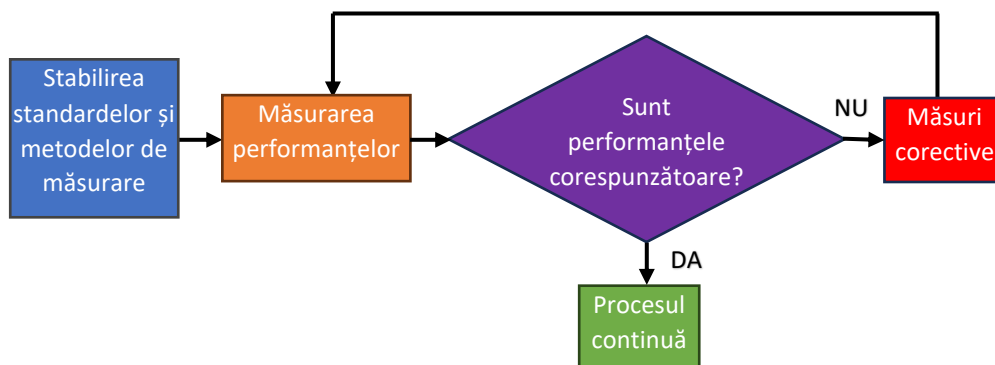 Stabilirea
standardelor și
metodelor de
măsurare
Măsurarea
performanțelor
Sunt
performanțele
corespunzătoare?
NU
Măsuri
corective
DA
Procesul
continuă